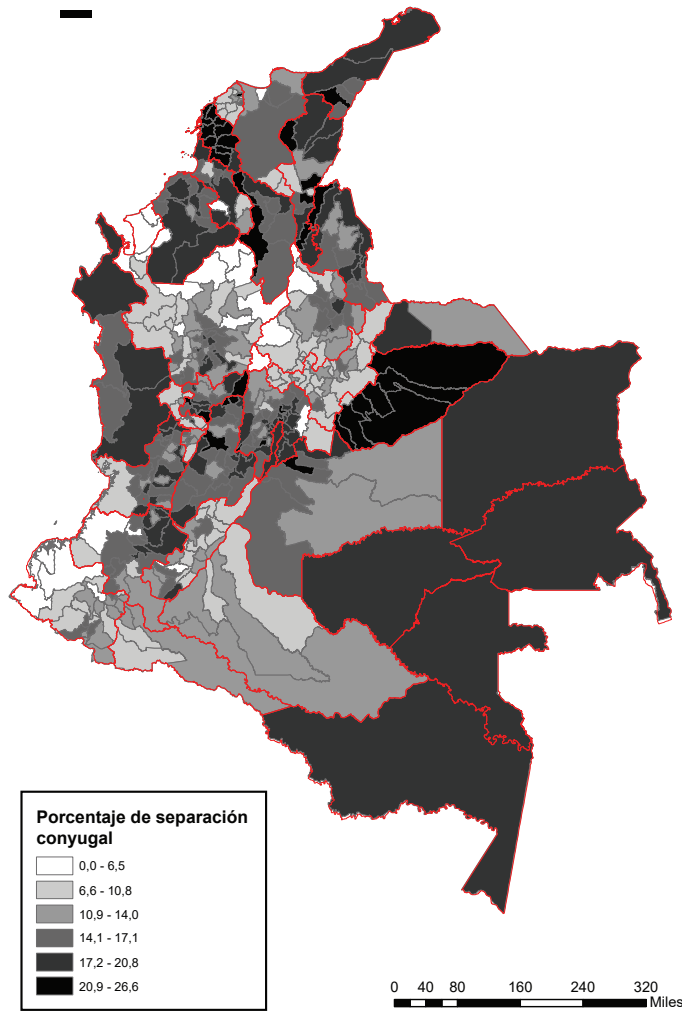 Porcentaje de separación
conyugal
0,0 - 6,5
6,6 - 10,8
10,9 - 14,0
14,1 - 17,1
17,2 - 20,8
20,9 - 26,6
0 40 80 160 240 320
Miles